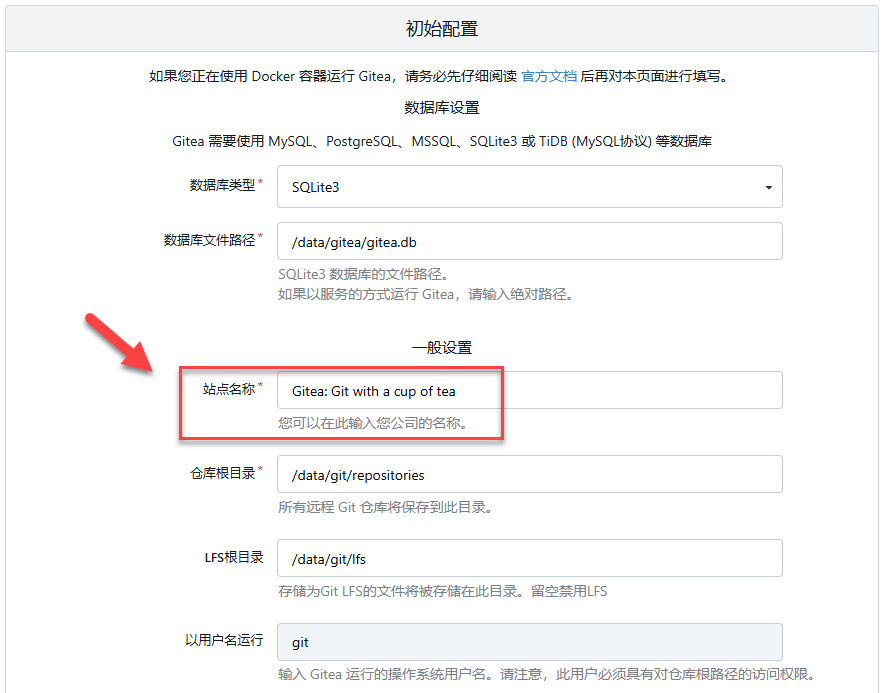 初始配置
如果您正在使用 Docker 容器运行 Gitea，请务必先仔细阅读 官方文档 后再对本页面进行填写。
数据库设置
Gitea 需要使用 MySQL、PostgreSQL、MSSQL、SQLite3 或 TiDB (MySQL协议) 等数据库
数据库类型* SQLite3
数据库文件路径* /data/gitea/gitea.db
SQLite3 数据库的文件路径。
如果以服务的方式运行 Gitea，请输入绝对路径。
一般设置
站点名称* Gitea: Git with a cup of tea
您可以在此输入您公司的名称。
仓库根目录* /data/git/repositories
所有远程 Git 仓库将保存到此目录。
LFS根目录 /data/git/lfs
存储为Git LFS的文件将被存储在此目录。留空禁用LFS
以用户名运行 git
输入 Gitea 运行的操作系统用户名。请注意，此用户必须具有对仓库根路径的访问权限。